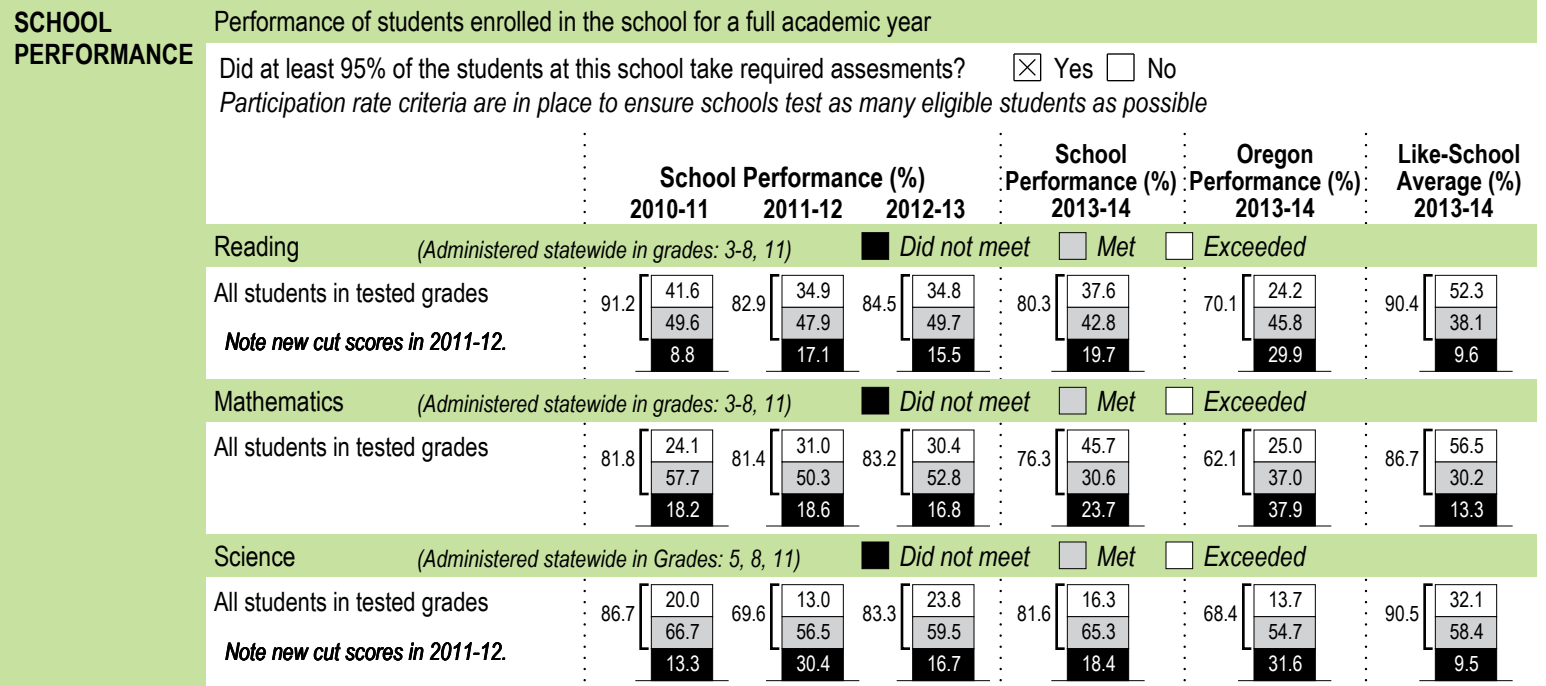 SCHOOL
PERFORMANCE
Performance of students enrolled in the school for a full academic year
Did at least 95% of the students at this school take required assesments? Yes No
Participation rate criteria are in place to ensure schools test as many eligible students as possible
School Performance (%)
2010-11 2011-12 2012-13
School
Performance (%)
2013-14
Oregon
Performance (%)
2013-14
Like-School
Average (%)
2013-14
Reading (Administered statewide in grades: 3-8, 11) Did not meet Met Exceeded
All students in tested grades
Note new cut scores in 2011-12.
91.2 41.6 82.9 34.9 84.5 34.8 80.3 37.6 70.1 24.2 90.4 52.3
49.6 47.9 49.7 42.8 45.8 38.1
8.8 17.1 15.5 19.7 29.9 9.6
Mathematics (Administered statewide in grades: 3-8, 11) Did not meet Met Exceeded
All students in tested grades
81.8 24.1 81.4 31.0 83.2 30.4 76.3 45.7 62.1 25.0 86.7 56.5
57.7 50.3 52.8 30.6 37.0 30.2
18.2 18.6 16.8 23.7 37.9 13.3
Science (Administered statewide in Grades: 5, 8, 11) Did not meet Met Exceeded
All students in tested grades
Note new cut scores in 2011-12.
86.7 20.0 69.6 13.0 83.3 23.8 81.6 16.3 68.4 13.7 90.5 32.1
66.7 56.5 59.5 65.3 54.7 58.4
13.3 30.4 16.7 18.4 31.6 9.5